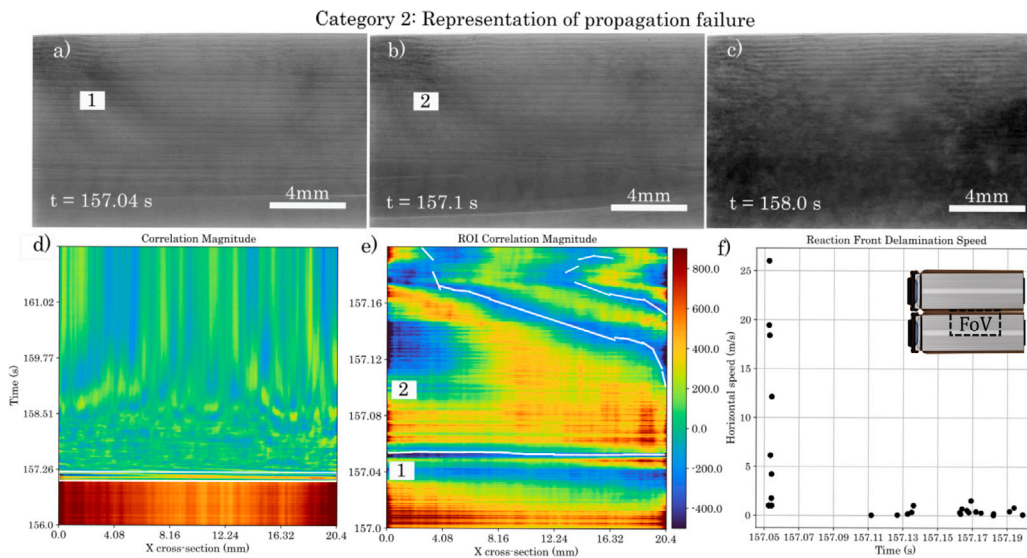 Category 2: Representation of propagation failure
a)
1
t = 157.04 s
4mm
b)
2
t = 157.1 s
4mm
c)
t = 158.0 s
4mm
d)
Correlation Magnitude
Time (s)
161.02
159.77
158.51
157.26
156.0
0.0 4.08 8.16 12.24 16.32 20.4
X cross-section (mm)
e)
ROI Correlation Magnitude
157.16
157.12
157.08
157.04
157.0
2
1
0.0 4.08 8.16 12.24 16.32 20.4
X cross-section (mm)
800.0
600.0
400.0
200.0
0.0
-200.0
-400.0
f)
Reaction Front Delamination Speed
FoV
Horizontal speed (m/s)
25
20
15
10
5
0
157.05 157.07 157.09 157.11 157.13 157.15 157.17 157.19
Time (s)